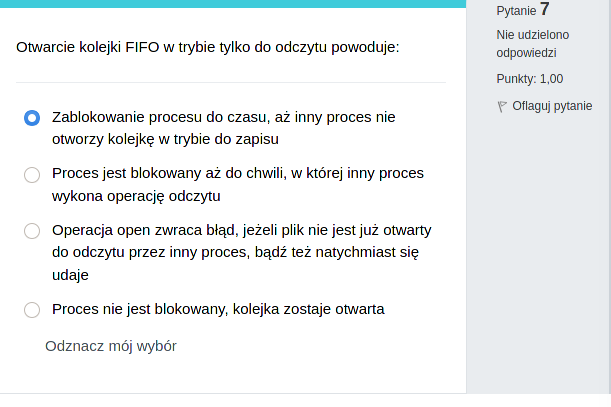 Otwarcie kolejki FIFO w trybie tylko do odczytu powoduje:
Zablokowanie procesu do czasu, aż inny proces nie
otworzy kolejkę w trybie do zapisu
Proces jest blokowany aż do chwili, w której inny proces
wykona operację odczytu
Operacja open zwraca błąd, jeżeli plik nie jest już otwarty
do odczytu przez inny proces, bądź też natychmiast się
udaje
Proces nie jest blokowany, kolejka zostaje otwarta
Odznacz mój wybór
Pytanie 7
Nie udzielono
odpowiedzi
Punkty: 1,00
Oflaguj pytanie